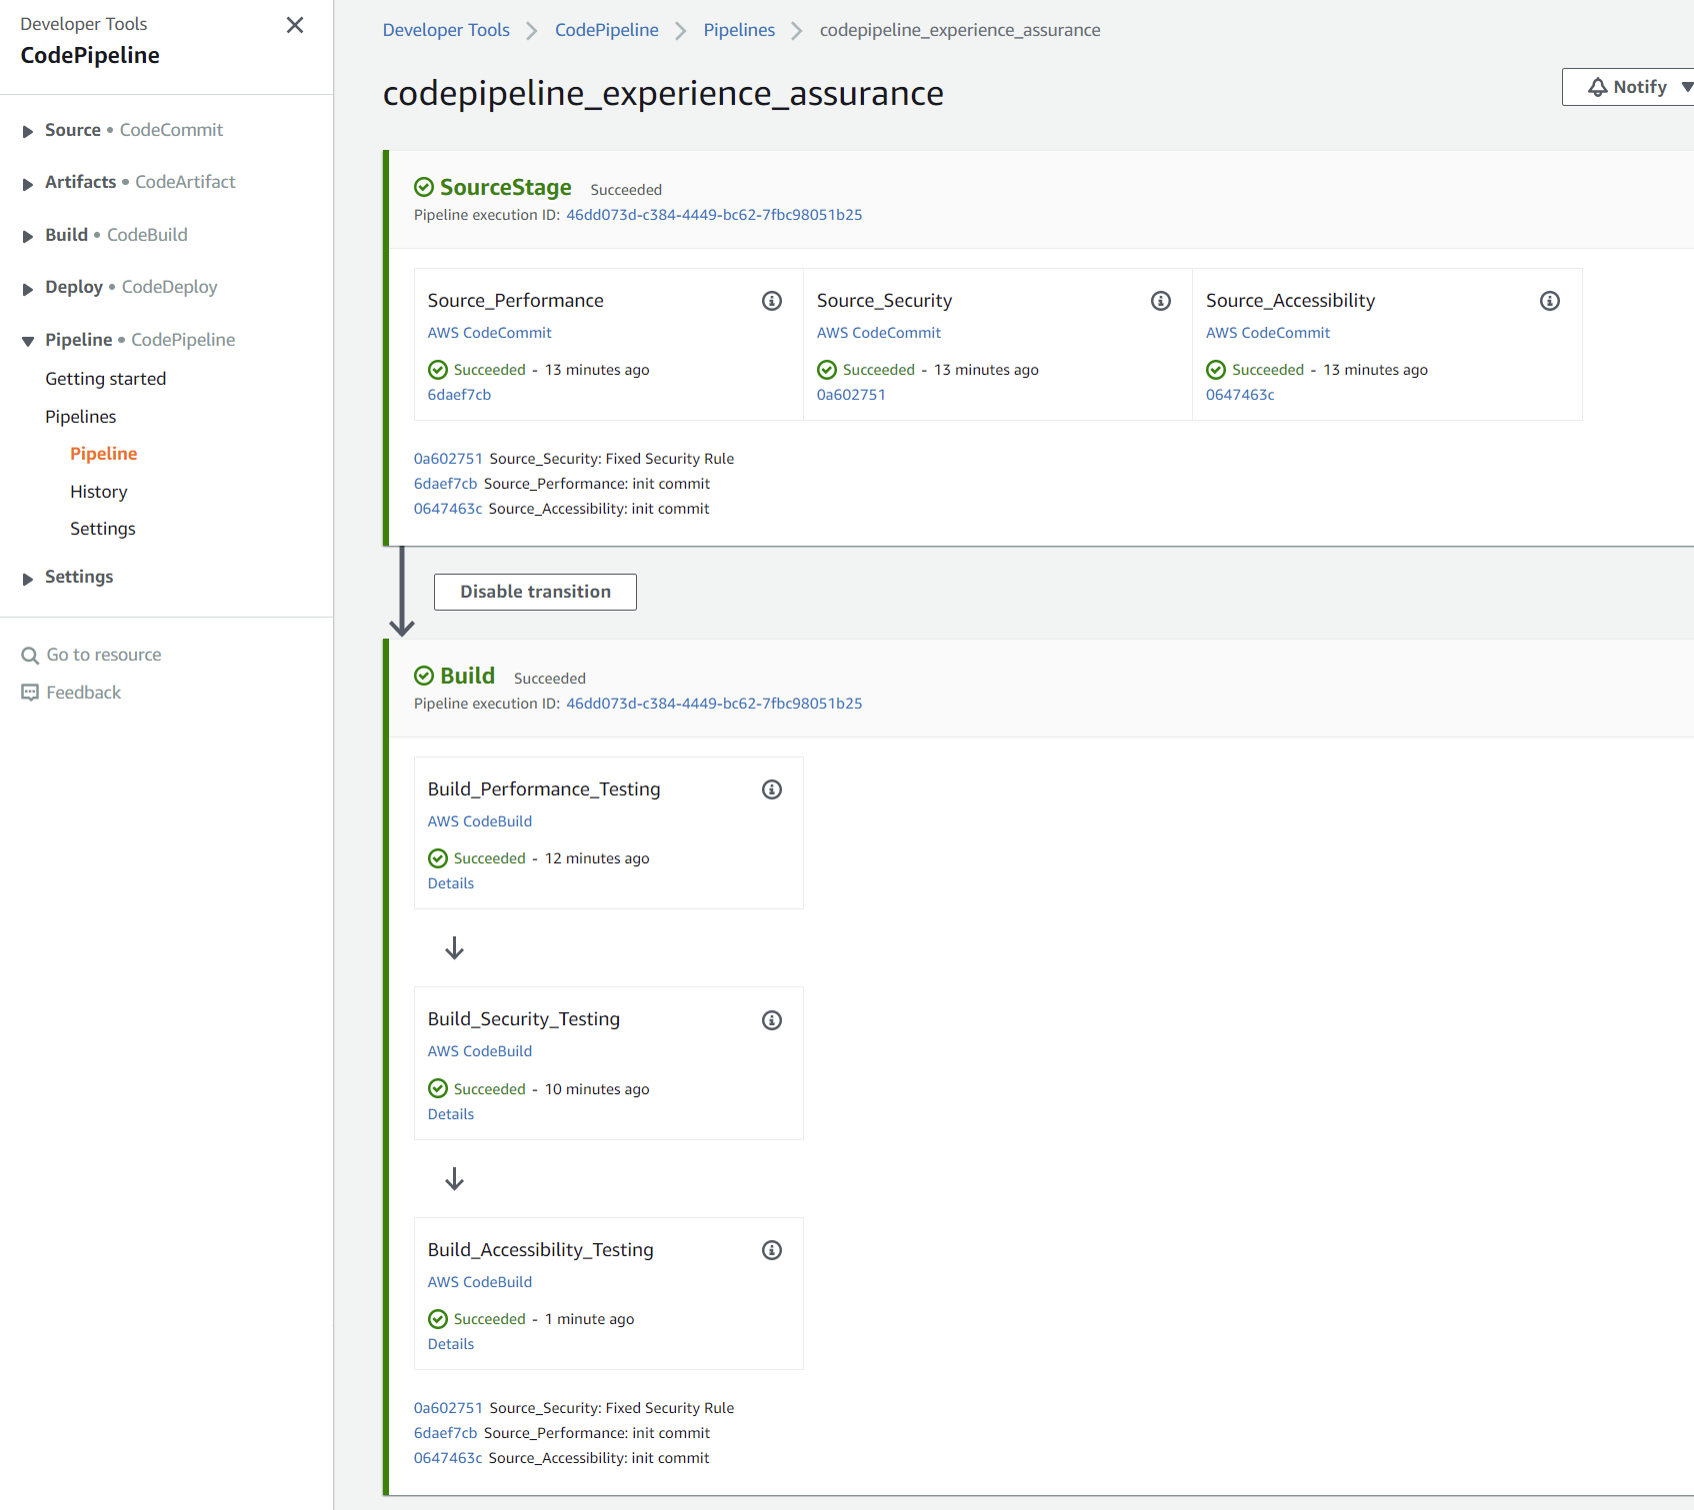 Developer Tools
CodePipeline
Source • CodeCommit
Artifacts • CodeArtifact
Build • CodeBuild
Deploy • CodeDeploy
Pipeline • CodePipeline
Getting started
Pipelines
Pipeline
History
Settings
Settings
Go to resource
Feedback
Developer Tools > CodePipeline > Pipelines > codepipeline_experience_assurance
codepipeline_experience_assurance
Notify
SourceStage Succeeded
Pipeline execution ID: 46dd073d-c384-4449-bc62-7fbc98051b25
Source_Performance
AWS CodeCommit
Succeeded - 13 minutes ago
6daef7cb
Source_Security
AWS CodeCommit
Succeeded - 13 minutes ago
0a602751
Source_Accessibility
AWS CodeCommit
Succeeded - 13 minutes ago
0647463c
0a602751 Source_Security: Fixed Security Rule
6daef7cb Source_Performance: init commit
0647463c Source_Accessibility: init commit
Disable transition
Build Succeeded
Pipeline execution ID: 46dd073d-c384-4449-bc62-7fbc98051b25
Build_Performance_Testing
AWS CodeBuild
Succeeded - 12 minutes ago
Details
Build_Security_Testing
AWS CodeBuild
Succeeded - 10 minutes ago
Details
Build_Accessibility_Testing
AWS CodeBuild
Succeeded - 1 minute ago
Details
0a602751 Source_Security: Fixed Security Rule
6daef7cb Source_Performance: init commit
0647463c Source_Accessibility: init commit